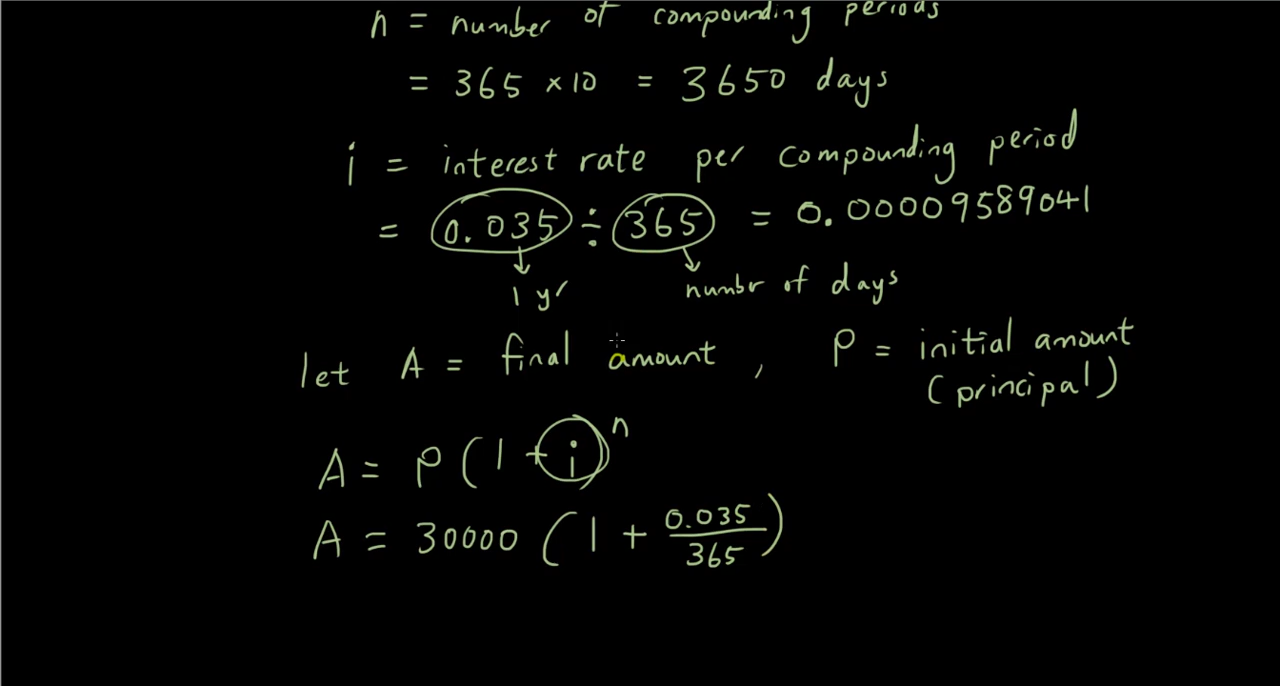 n = number of compounding periods
= 365 × 10 = 3650 days
i = interest rate per compounding period
= 0.035 ÷ 365 = 0.00009589041
1 yr numbr of days
let A = final amount , P = initial amount
(principal)
A = P(1 + i)^n
A = 30000 (1 + 0.035/365)